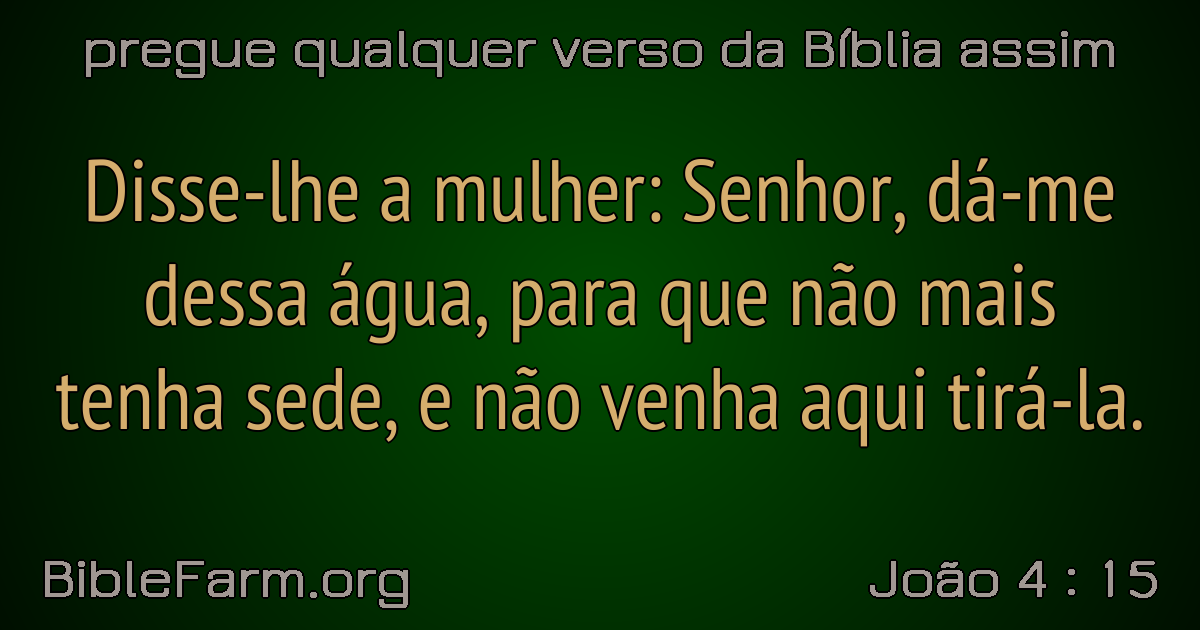 pregue qualquer verso da Bíblia assim
Disse-lhe a mulher: Senhor, dá-me
dessa água, para que não mais
tenha sede, e não venha aqui tirá-la.
BibleFarm.org
João 4 : 15